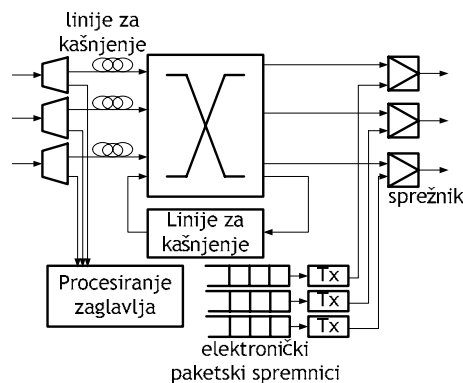 linije za
kašnjenje
sprežnik
Linije za
kašnjenje
Procesiranje
zaglavlja
Tx
Tx
Tx
elektronički
paketski spremnici